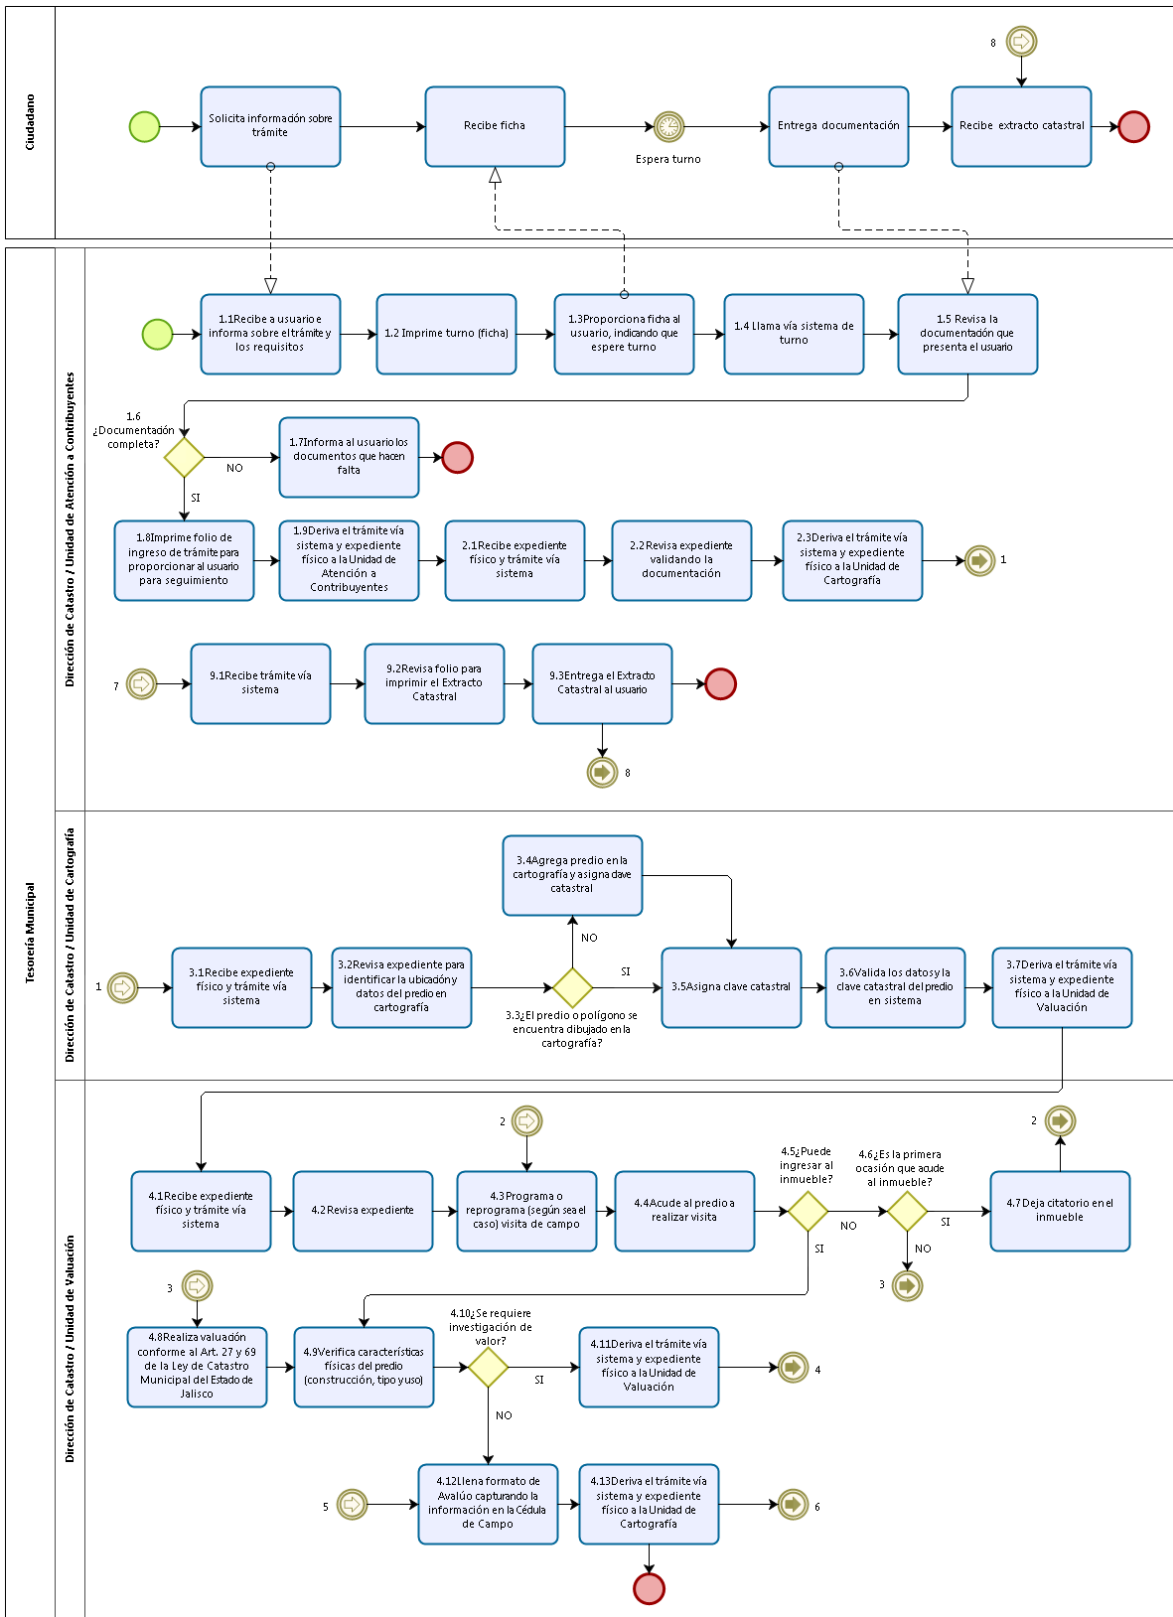 Ciudadano
8
Solicita información sobre
trámite
Recibe ficha
Espera turno
Entrega documentación
Recibe extracto catastral
Tesorería Municipal
Dirección de Catastro / Unidad de Atención a Contribuyentes
1.1Recibe a usuario e
informa sobre el trámite y
los requisitos
1.2 Imprime turno (ficha)
1.3Proporciona ficha al
usuario, indicando que
espere turno
1.4 Llama vía sistema de
turno
1.5 Revisa la
documentación que
presenta el usuario
1.6
¿Documentación
completa?
NO
SI
1.7Informa al usuario los
documentos que hacen
falta
1.8Imprime folio de
ingreso de trámite para
proporcionar al usuario
para seguimiento
1.9Deriva el trámite vía
sistema y expediente
físico a la Unidad de
Atención a
Contribuyentes
2.1Recibe expediente
físico y trámite vía
sistema
2.2Revisa expediente
validando la
documentación
2.3Deriva el trámite vía
sistema y expediente
físico a la Unidad de
Cartografía
1
7
9.1Recibe trámite vía
sistema
9.2Revisa folio para
imprimir el Extracto
Catastral
9.3Entrega el Extracto
Catastral al usuario
8
Dirección de Catastro / Unidad de Cartografía
3.4Agrega predio en la
cartografía y asigna clave
catastral
NO
1
3.1Recibe expediente
físico y trámite vía
sistema
3.2Revisa expediente para
identificar la ubicación y
datos del predio en
cartografía
SI
3.3¿El predio o polígono se
encuentra dibujado en la
cartografía?
3.5Asigna clave catastral
3.6Valida los datos y la
clave catastral del predio
en sistema
3.7Deriva el trámite vía
sistema y expediente
físico a la Unidad de
Valuación
Dirección de Catastro / Unidad de Valuación
2
2
4.1Recibe expediente
físico y trámite vía
sistema
4.2Revisa expediente
4.3Programa o
reprograma (según sea el
caso) visita de campo
4.4Acude al predio a
realizar visita
4.5¿Puede
ingresar al
inmueble?
NO
SI
4.6¿Es la primera
ocasión que acude
al inmueble?
SI
NO
4.7Deja citatorio en el
inmueble
3
3
4.8Realiza valuación
conforme al Art. 27 y 69
de la Ley de Catastro
Municipal del Estado de
Jalisco
4.9Verifica características
físicas del predio
(construcción, tipo y uso)
4.10¿Se requiere
investigación de
valor?
SI
NO
4.11Deriva el trámite vía
sistema y expediente
físico a la Unidad de
Valuación
4
5
4.12Llena formato de
Avalúo capturando la
información en la Cédula
de Campo
4.13Deriva el trámite vía
sistema y expediente
físico a la Unidad de
Cartografía
6